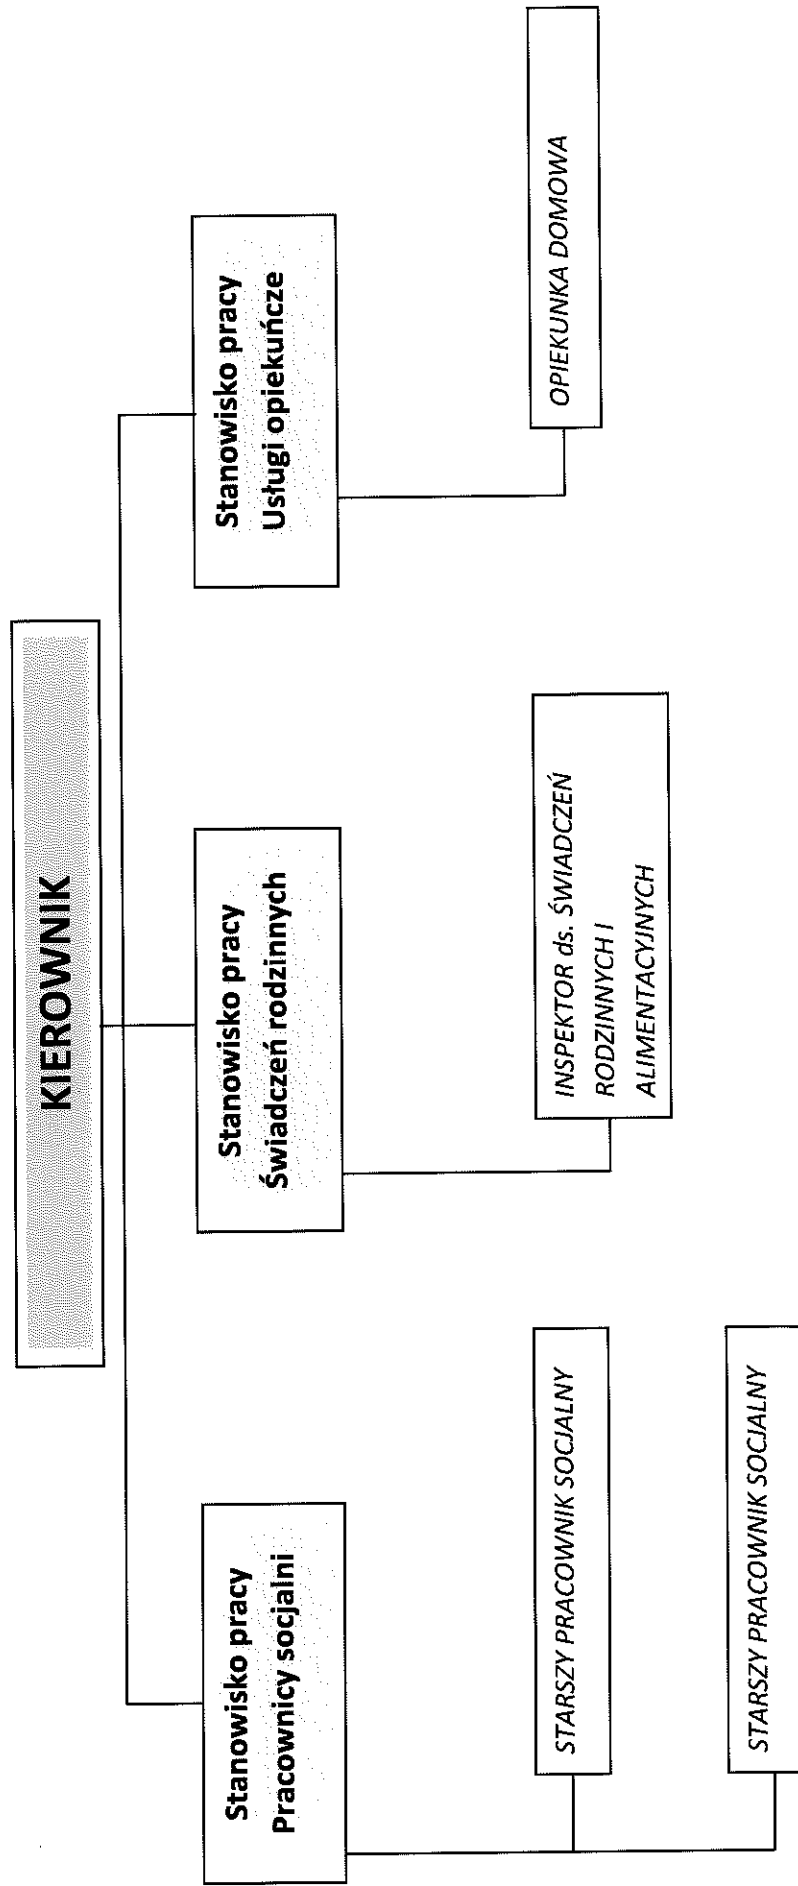 KIEROWNIK
Stanowisko pracy
Pracownicy socjalni
Stanowisko pracy
Świadczeń rodzinnych
Stanowisko pracy
Usługi opiekuńcze
STARSZY PRACOWNIK SOCJALNY
STARSZY PRACOWNIK SOCJALNY
INSPEKTOR ds. ŚWIADCZEŃ
RODZINNYCH I
ALIMENTACYJNYCH
OPIEKUNKA DOMOWA